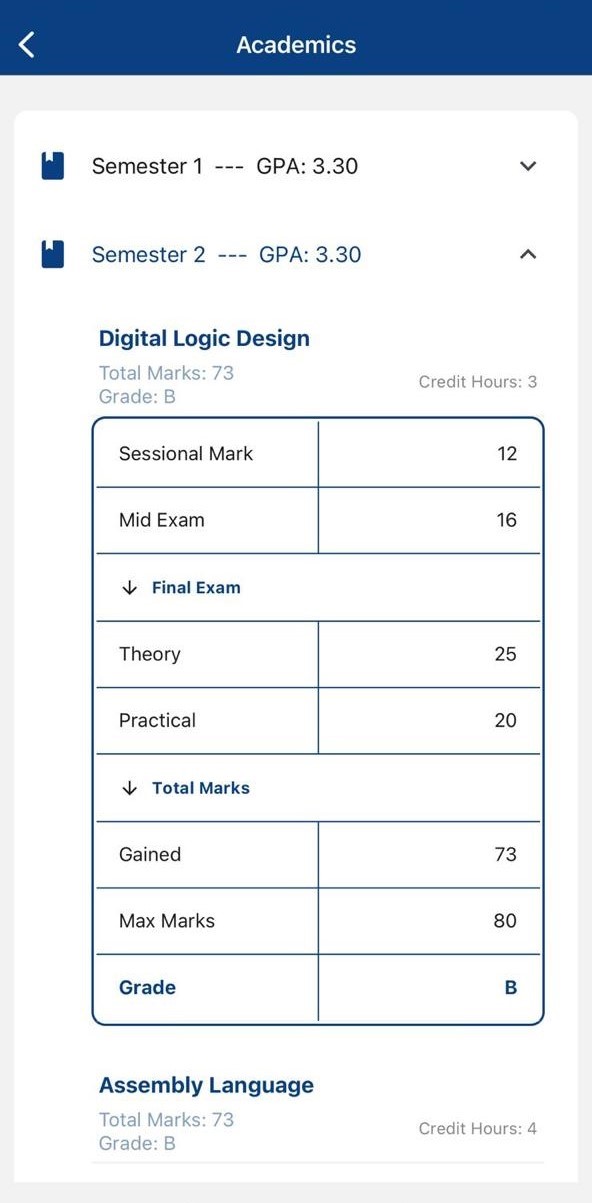 Academics
Semester 1 --- GPA: 3.30
Semester 2 --- GPA: 3.30
Digital Logic Design
Total Marks: 73
Grade: B
Credit Hours: 3
Sessional Mark 12
Mid Exam 16
Final Exam
Theory 25
Practical 20
Total Marks
Gained 73
Max Marks 80
Grade B
Assembly Language
Total Marks: 73
Grade: B
Credit Hours: 4